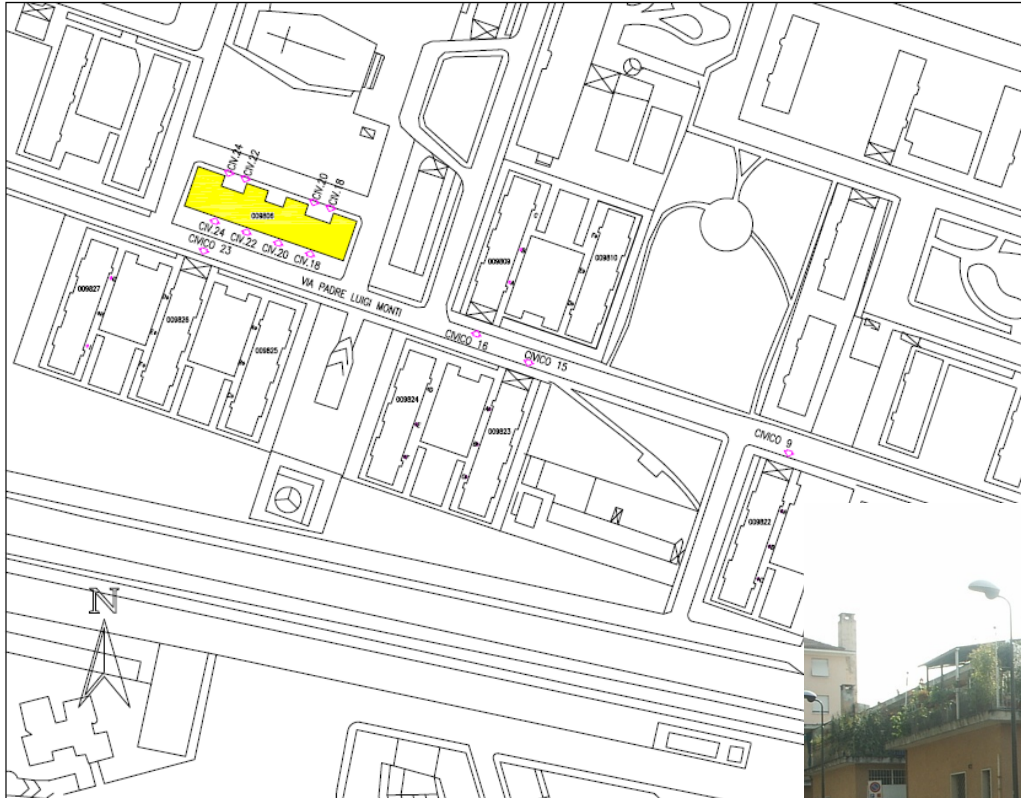 CIV.24
CIV.22
CIV.20
CIV.18
009806
CIV.24
CIV.22
CIV.20
CIV.18
CIVICO 23
VIA PADRE LUIGI MONTI
009827
009826
009825
009809
009810
CIVICO 16
CIVICO 15
009824
009823
CIVICO 9
009822
N